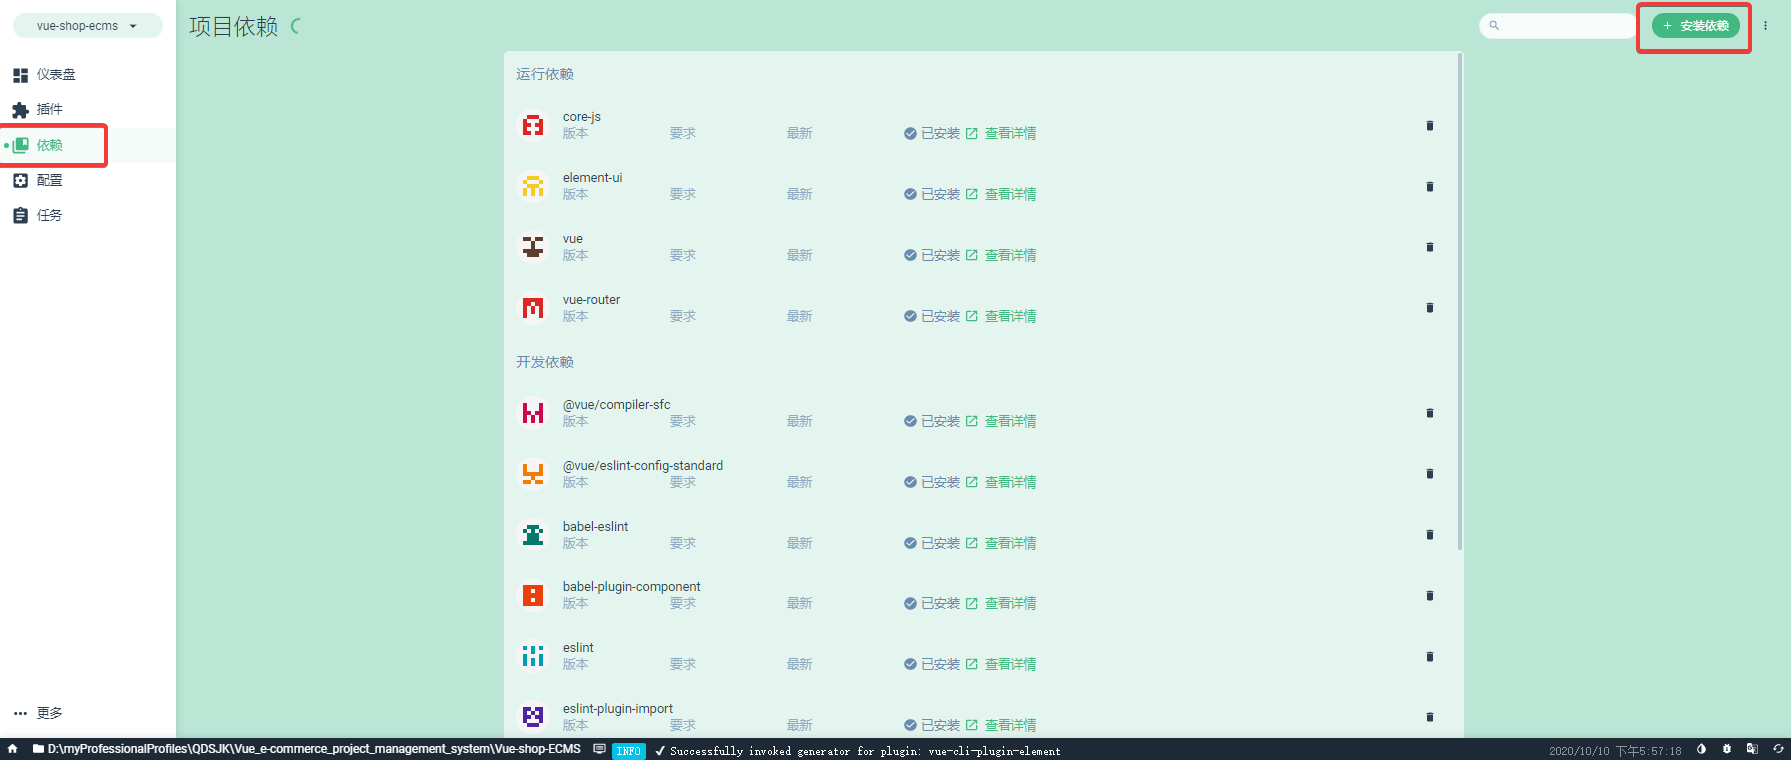 vue-shop-ecms
项目依赖
安装依赖
仪表盘
插件
依赖
配置
任务
更多
运行依赖
core-js
版本 要求 最新 已安装 查看详情
element-ui
版本 要求 最新 已安装 查看详情
vue
版本 要求 最新 已安装 查看详情
vue-router
版本 要求 最新 已安装 查看详情
开发依赖
@vue/compiler-sfc
版本 要求 最新 已安装 查看详情
@vue/eslint-config-standard
版本 要求 最新 已安装 查看详情
babel-eslint
版本 要求 最新 已安装 查看详情
babel-plugin-component
版本 要求 最新 已安装 查看详情
eslint
版本 要求 最新 已安装 查看详情
eslint-plugin-import
版本 要求 最新 已安装 查看详情
D:\myProfessionalProfiles\QDSJK\Vue_e-commerce_project_management_system\Vue-shop-ECMS INFO Successfully invoked generator for plugin: vue-cli-plugin-element 2020/10/10 下午5:57:18